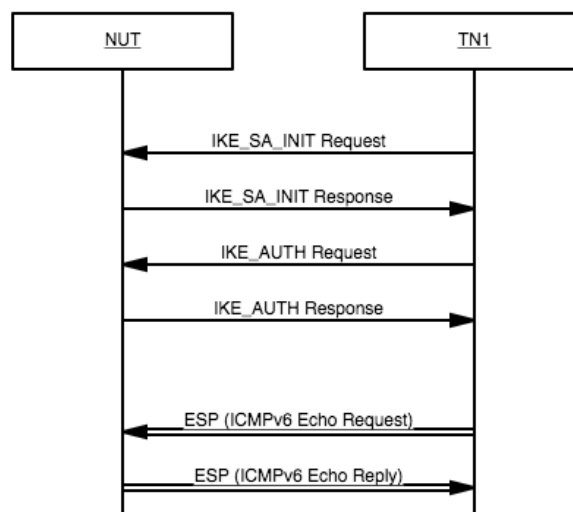 NUT
TN1
IKE_SA_INIT Request
IKE_SA_INIT Response
IKE_AUTH Request
IKE_AUTH Response
ESP (ICMPv6 Echo Request)
ESP (ICMPv6 Echo Reply)